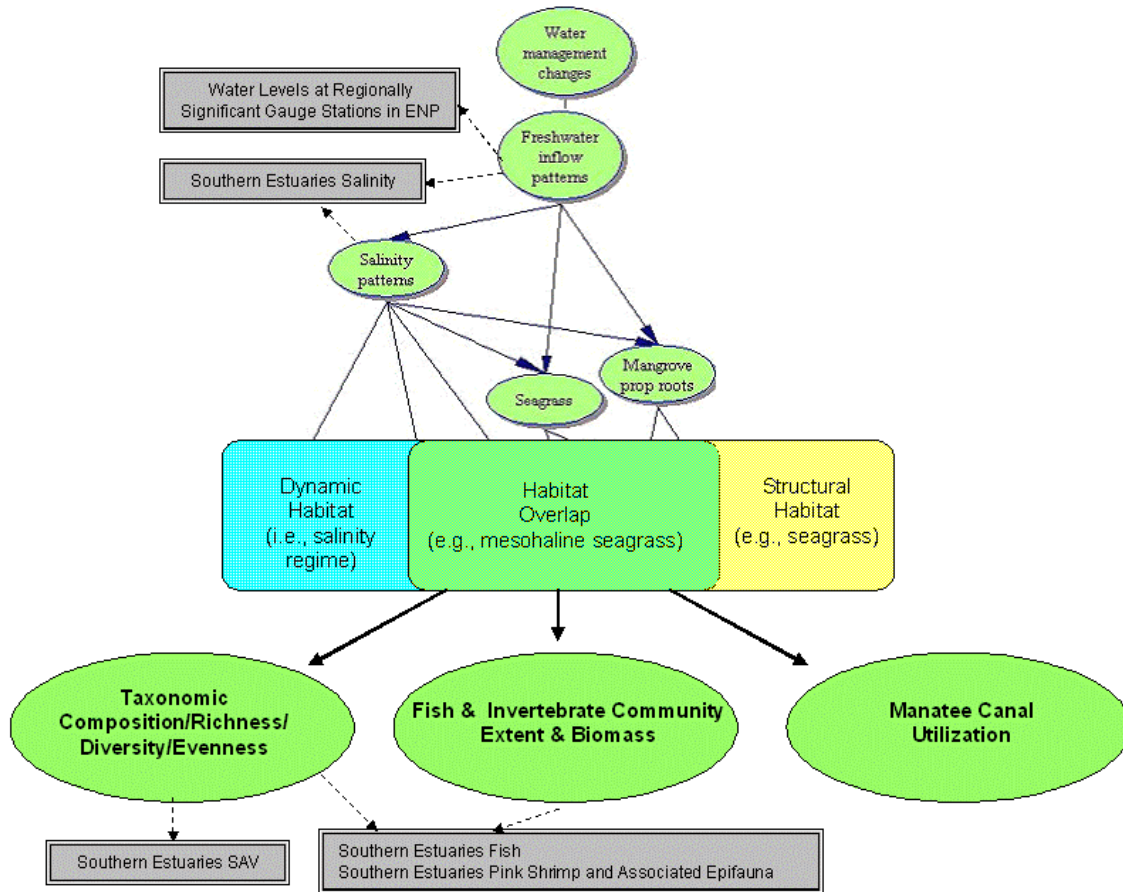 Water
management
changes
Water Levels at Regionally
Significant Gauge Stations in ENP
Freshwater
inflow
patterns
Southern Estuaries Salinity
Salinity
patterns
Mangrove
prop roots
Seagrass
Dynamic
Habitat
(i.e., salinity
regime)
Habitat
Overlap
(e.g., mesohaline seagrass)
Structural
Habitat
(e.g., seagrass)
Taxonomic
Composition/Richness/
Diversity/Evenness
Fish & Invertebrate Community
Extent & Biomass
Manatee Canal
Utilization
Southern Estuaries SAV
Southern Estuaries Fish
Southern Estuaries Pink Shrimp and Associated Epifauna